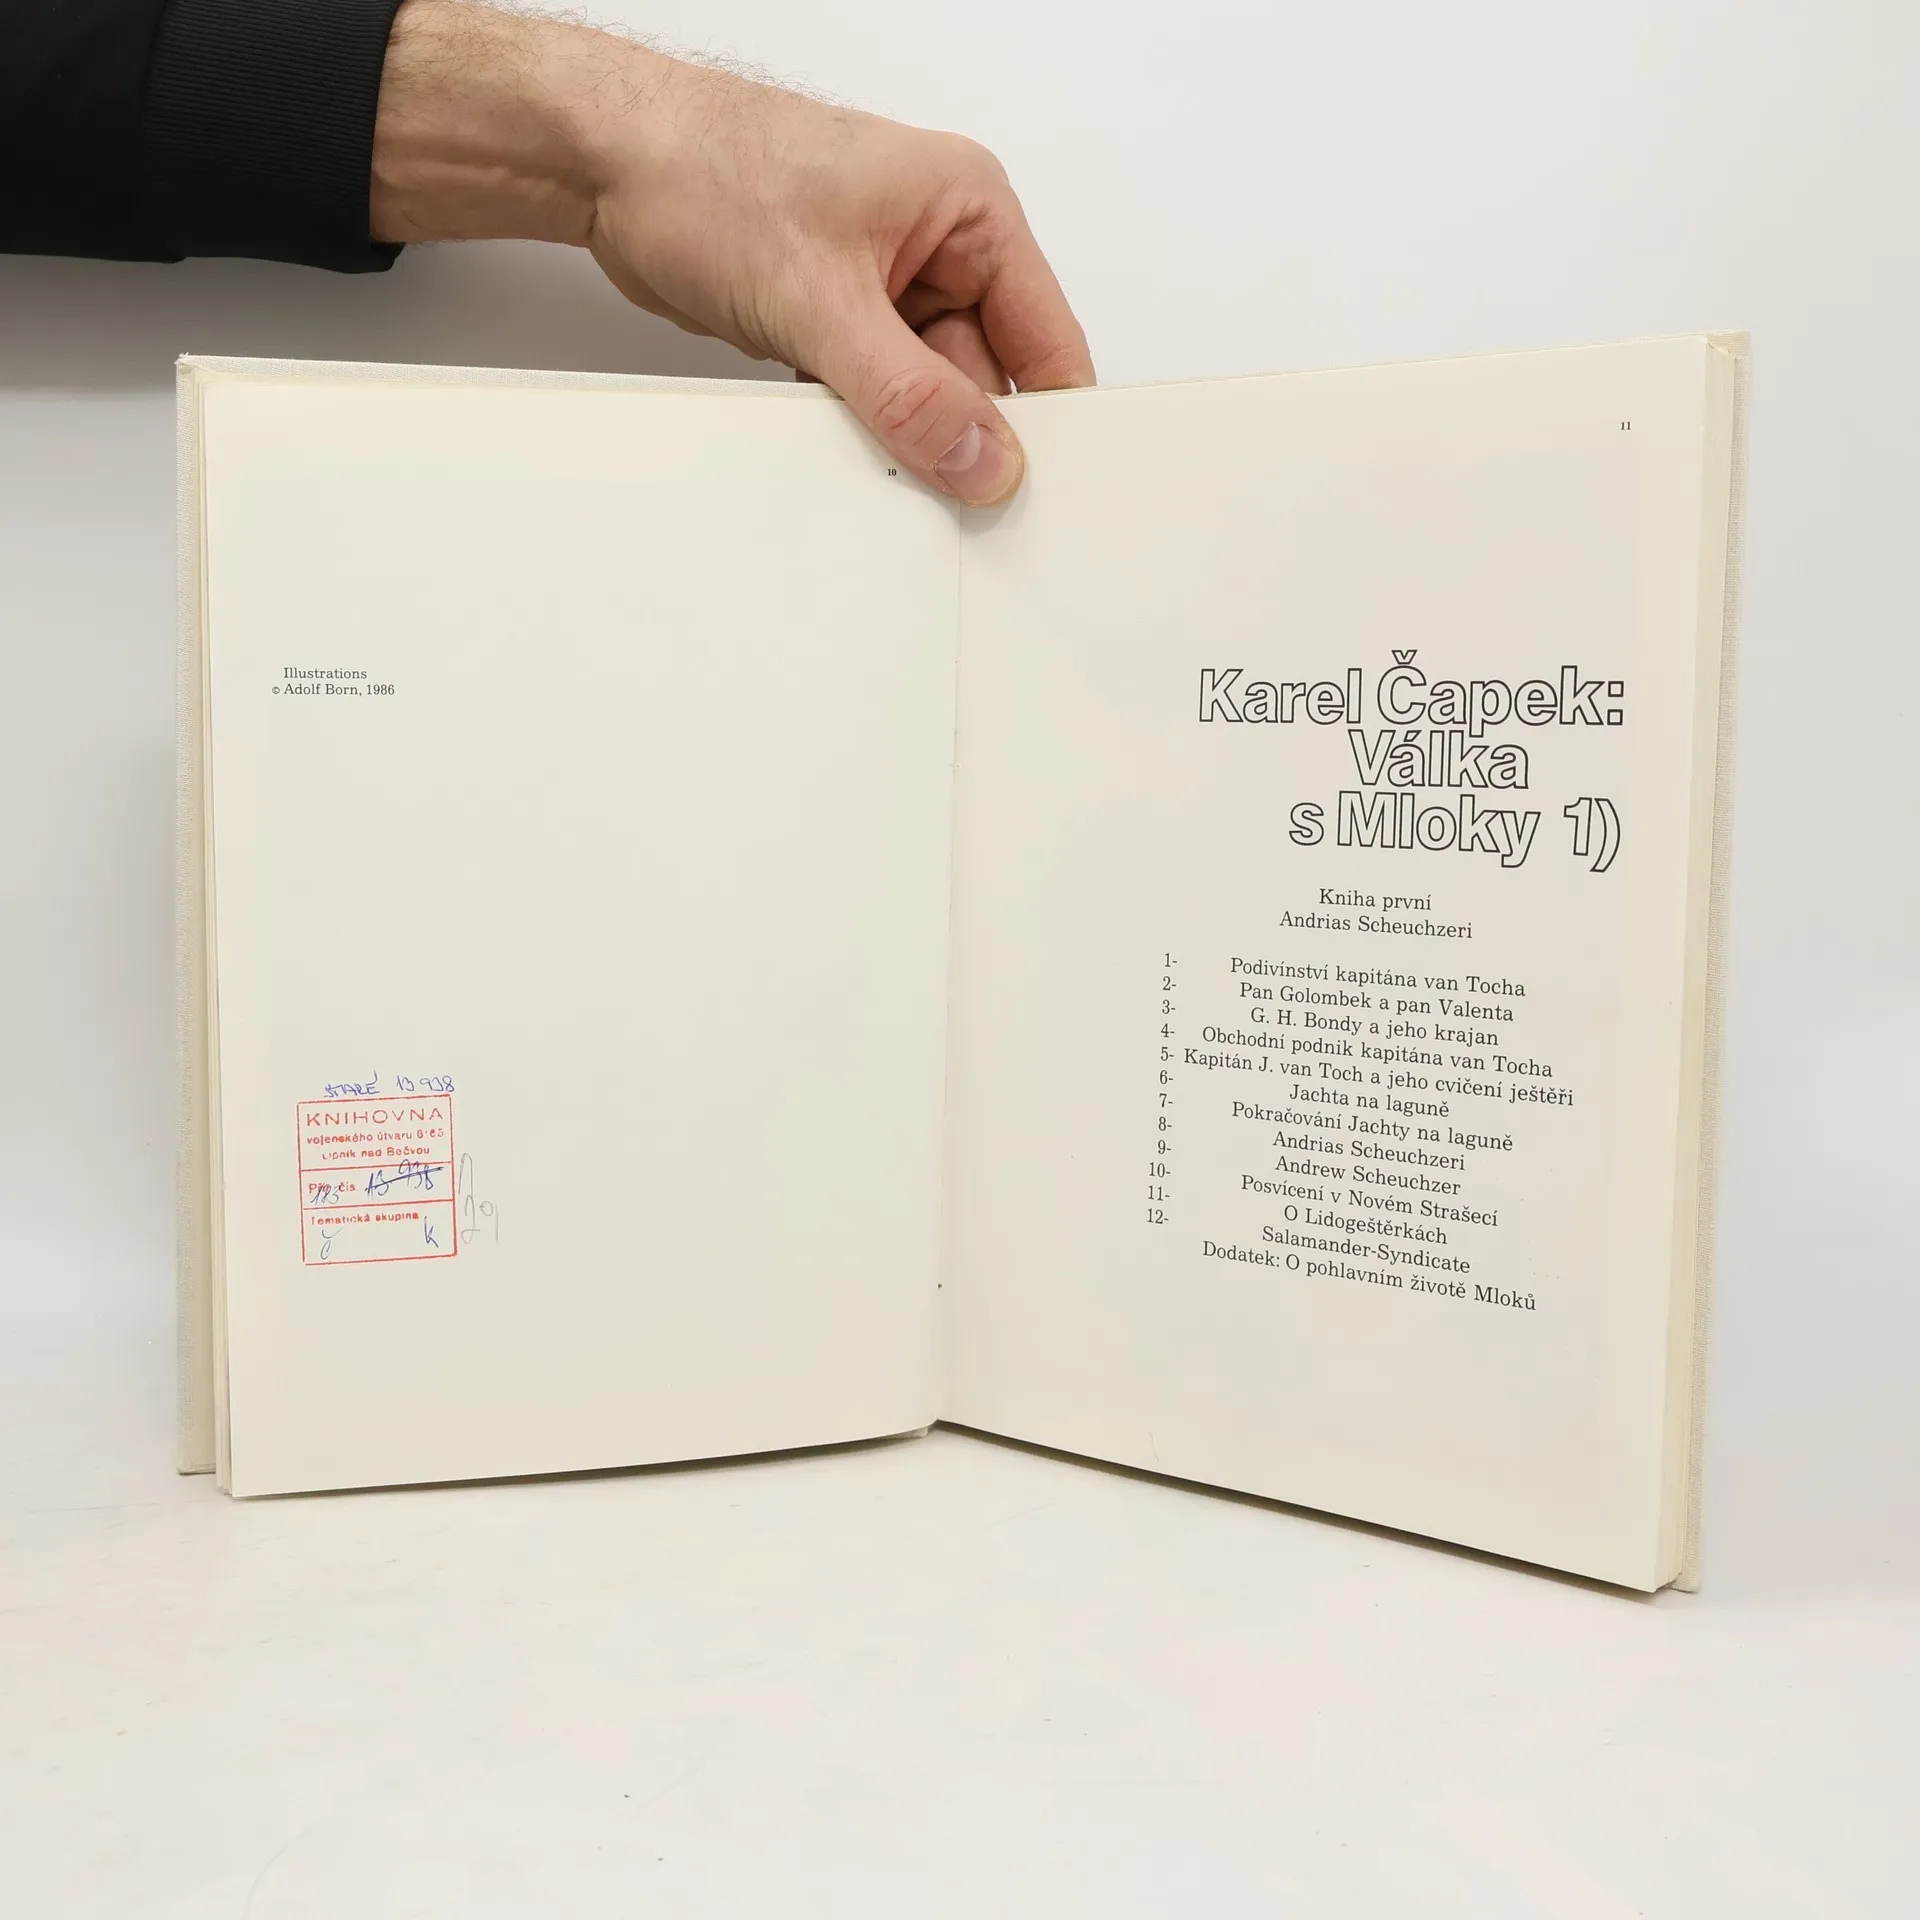 10
Illustrations
© Adolf Born, 1986
STARÉ 13 938
KNIHOVNA
vojenského útvaru
Lipník nad Bečvou
čís 13 938
Tematická skupina
Č k
11
Karel Čapek:
Válka
s Mloky 1)
Kniha první
Andrias Scheuchzeri
1- Podivínství kapitána van Tocha
2- Pan Golombek a pan Valenta
3- G. H. Bondy a jeho krajan
4- Obchodní podnik kapitána van Tocha
5- Kapitán J. van Toch a jeho cvičení ještěři
6- Jachta na laguně
7- Pokračování Jachty na laguně
8- Andrias Scheuchzeri
9- Andrew Scheuchzer
10- Posvícení v Novém Strašecí
11- O Lidogeštěrkách
12- Salamander-Syndicate
Dodatek: O pohlavním životě Mloků